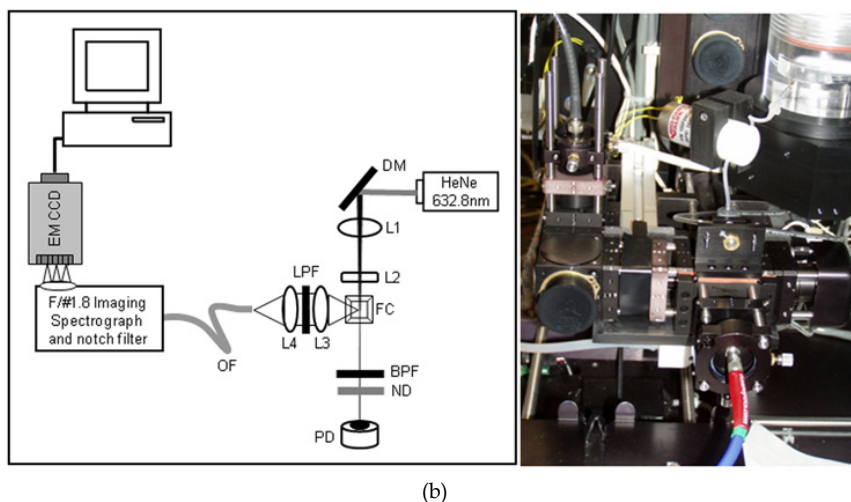 DM
HeNe
632.8nm
L1
EM CCD
L2
LPF
FC
F/#1.8 Imaging
Spectrograph
and notch filter
L4
L3
OF
BPF
ND
PD
(b)